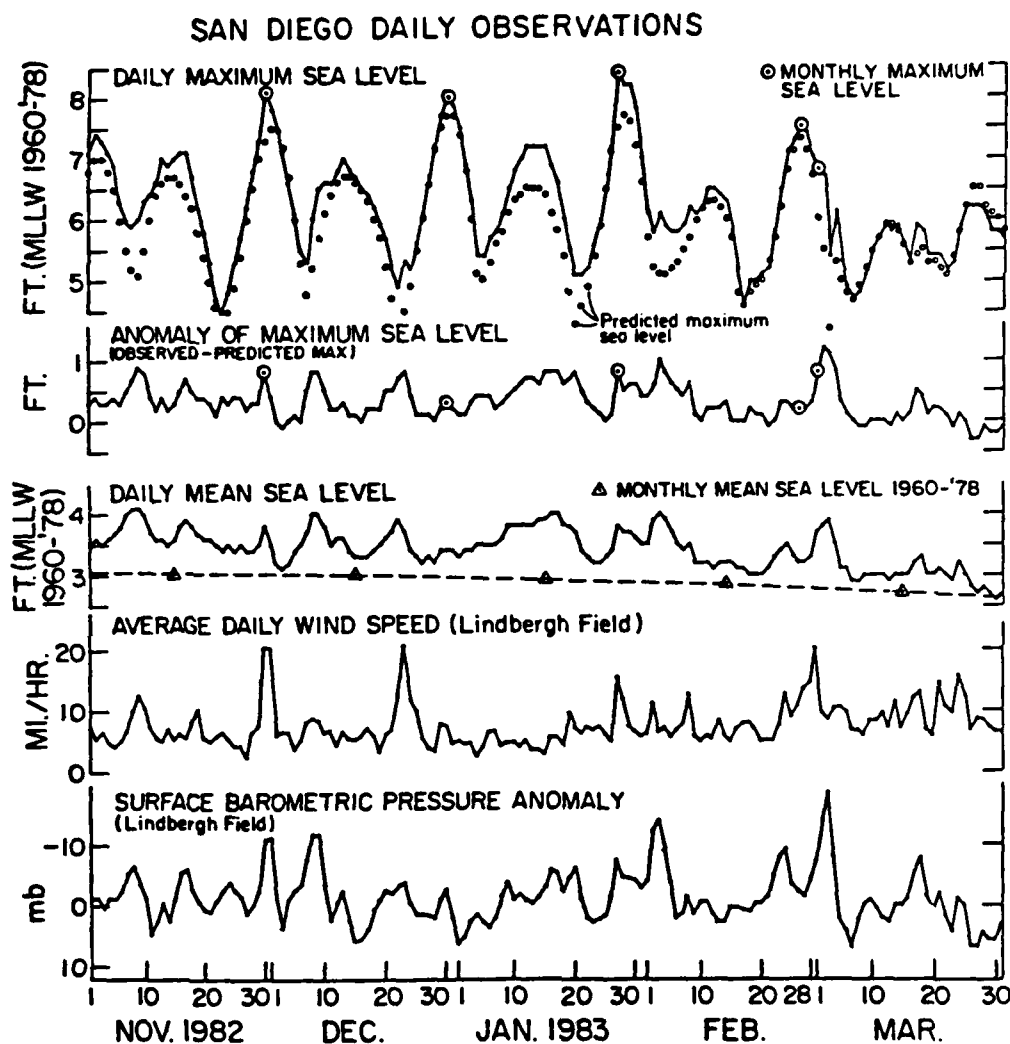 SAN DIEGO DAILY OBSERVATIONS
DAILY MAXIMUM SEA LEVEL
⊙ MONTHLY MAXIMUM
SEA LEVEL
FT. (MLLW 1960-'78)
8
7
6
5
Predicted maximum
sea level
ANOMALY OF MAXIMUM SEA LEVEL
(OBSERVED-PREDICTED MAX)
FT.
1
0
DAILY MEAN SEA LEVEL
△ MONTHLY MEAN SEA LEVEL 1960-'78
FT. (MLLW
1960-'78)
4
3
AVERAGE DAILY WIND SPEED (Lindbergh Field)
MI./HR.
20
10
0
SURFACE BAROMETRIC PRESSURE ANOMALY
(Lindbergh Field)
mb
-10
0
10
1 10 20 30 1 10 20 30 1 10 20 30 1 10 20 28 1 10 20 30
NOV. 1982 DEC. JAN. 1983 FEB. MAR.